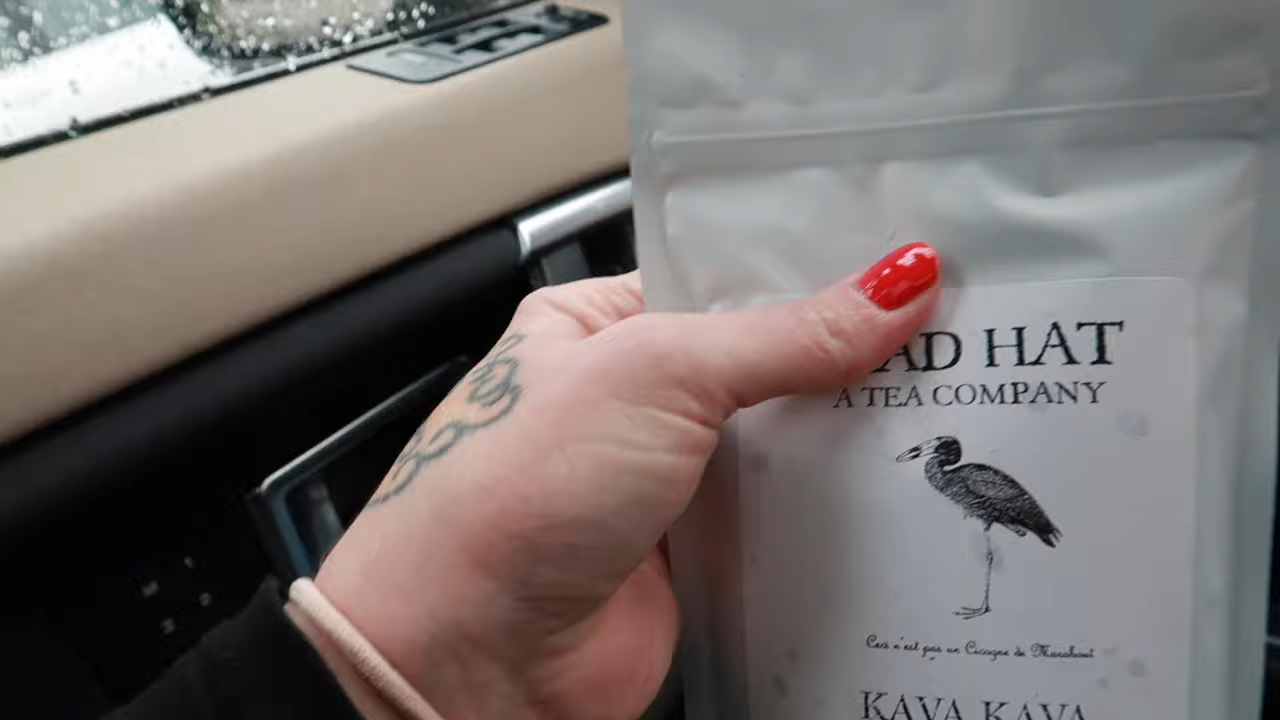 AD HAT
A TEA COMPANY
Ceci n'est pas un Cicogne de Marabout
KAVA KAVA